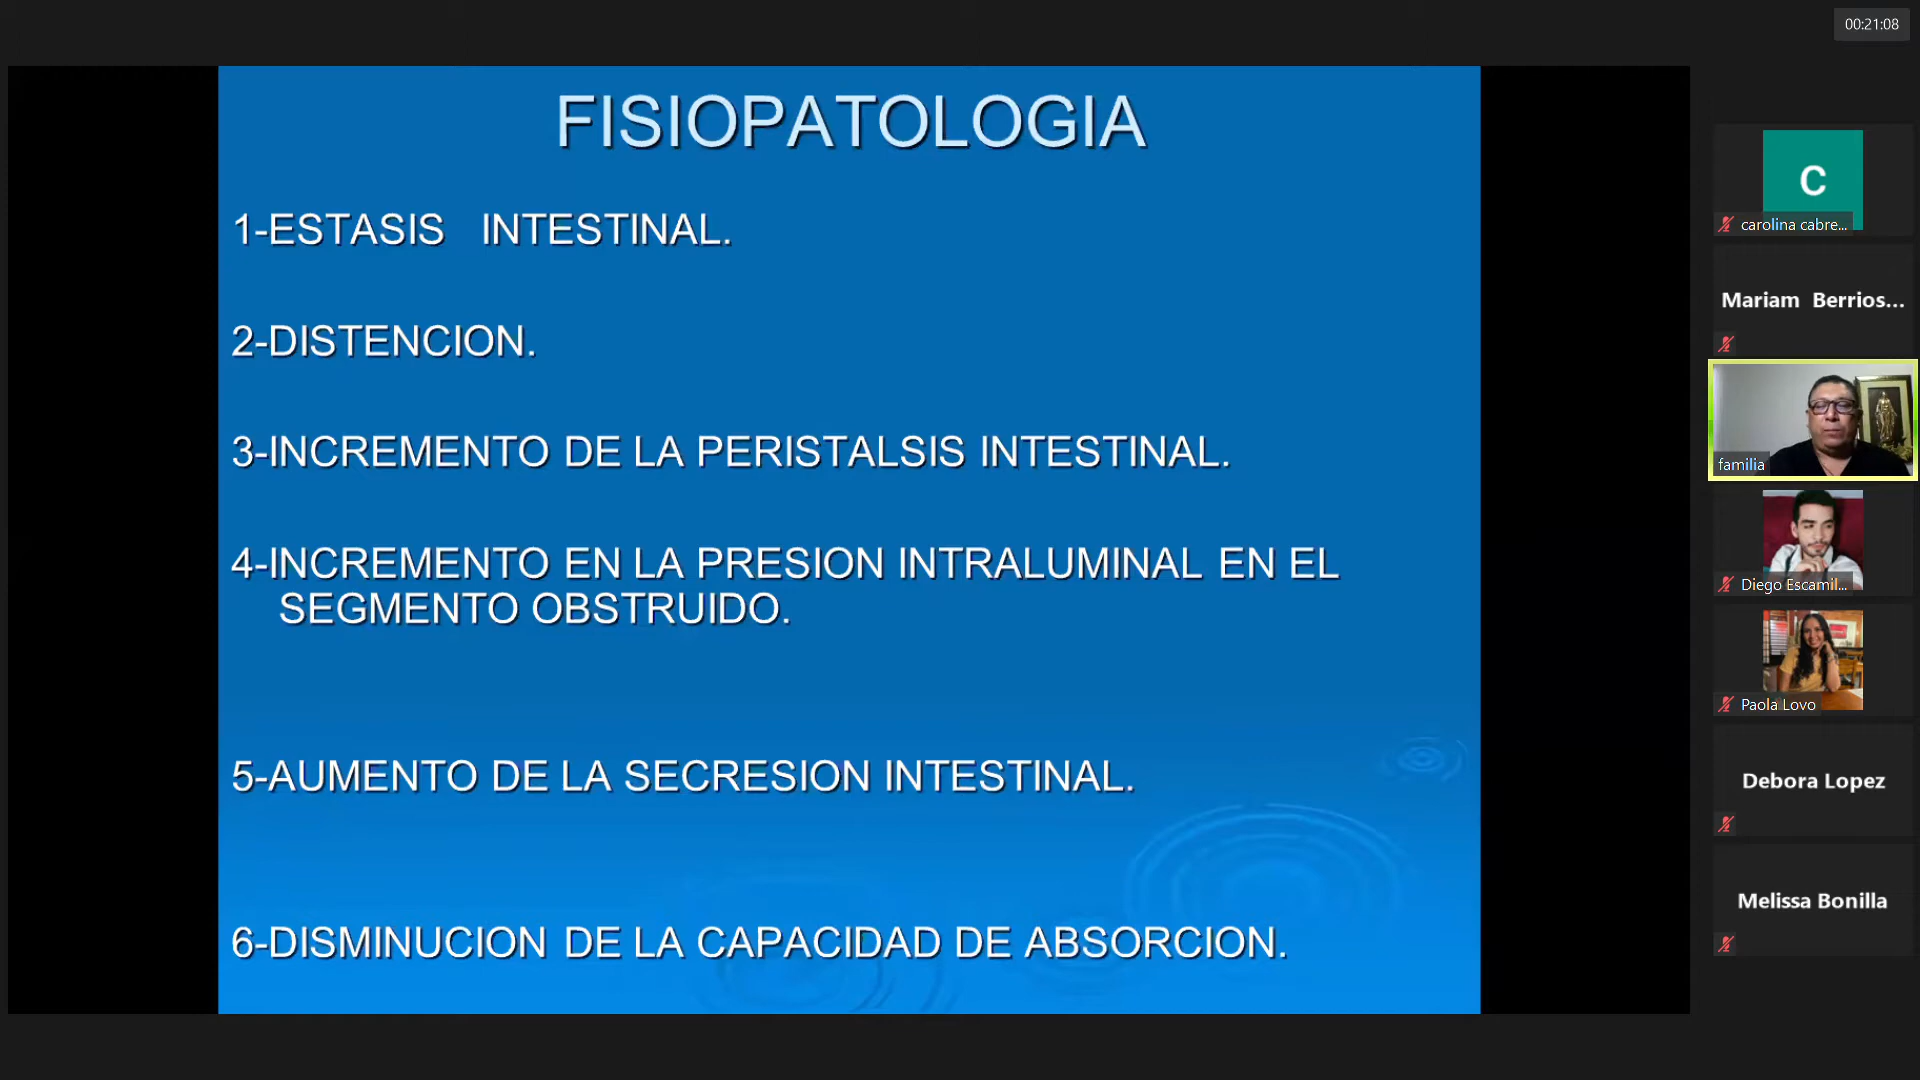 00:21:08
FISIOPATOLOGIA
1-ESTASIS INTESTINAL.
2-DISTENCION.
3-INCREMENTO DE LA PERISTALSIS INTESTINAL.
4-INCREMENTO EN LA PRESION INTRALUMINAL EN EL
SEGMENTO OBSTRUIDO.
5-AUMENTO DE LA SECRESION INTESTINAL.
6-DISMINUCION DE LA CAPACIDAD DE ABSORCION.
C
carolina cabre...
Mariam Berrios...
familia
Diego Escamil...
Paola Lovo
Debora Lopez
Melissa Bonilla